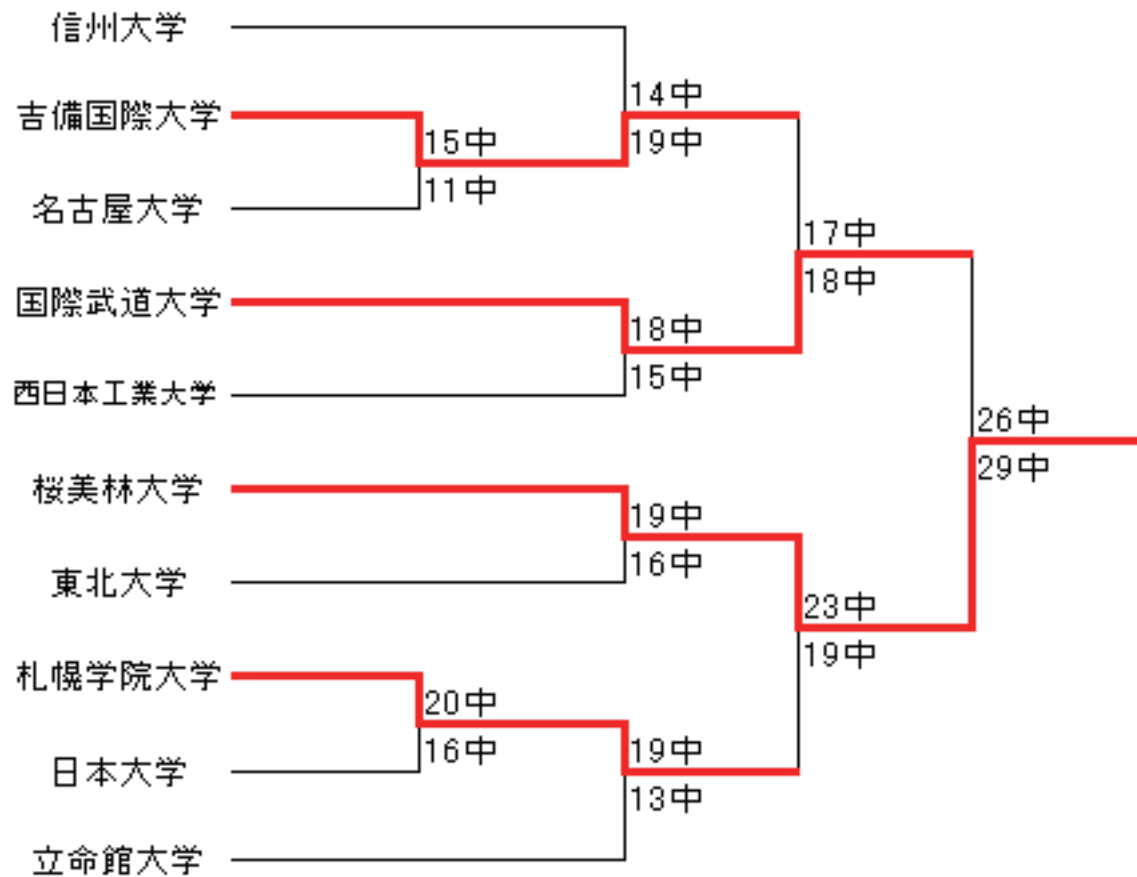 信州大学
14中
吉備国際大学
15中
19中
11中
名古屋大学
17中
国際武道大学
18中
18中
15中
西日本工業大学
26中
29中
桜美林大学
19中
16中
東北大学
23中
19中
札幌学院大学
20中
16中
19中
日本大学
13中
立命館大学